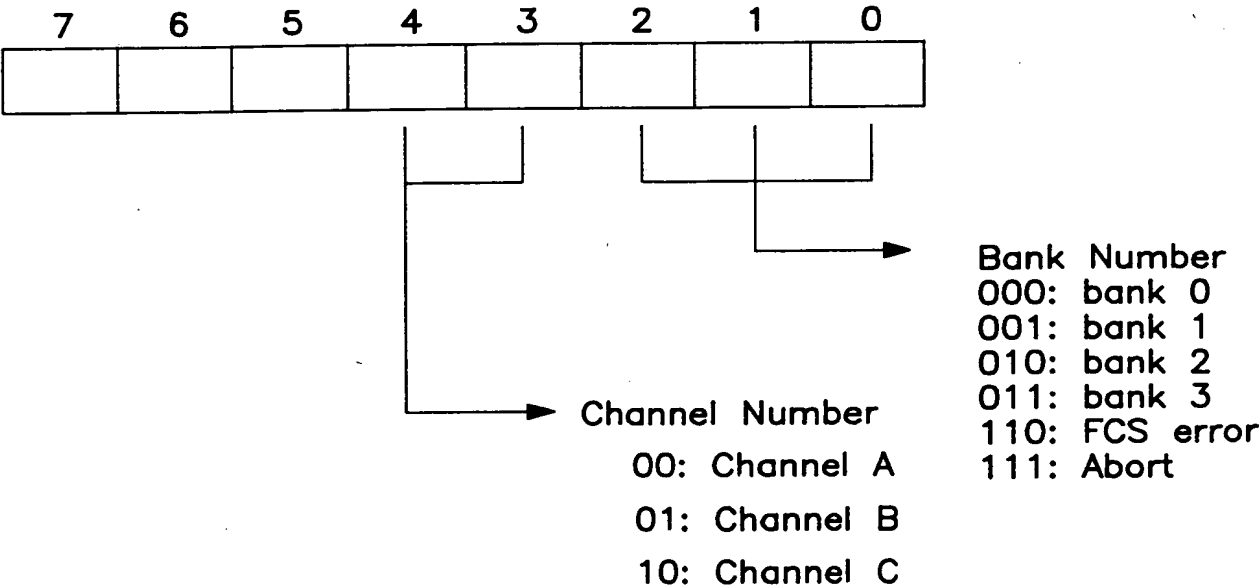 7 6 5 4 3 2 1 0
Bank Number
000: bank 0
001: bank 1
010: bank 2
011: bank 3
110: FCS error
111: Abort
Channel Number
00: Channel A
01: Channel B
10: Channel C